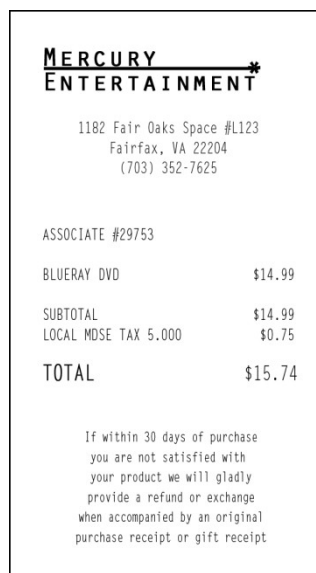 MERCURY
ENTERTAINMENT*
1182 Fair Oaks Space #L123
Fairfax, VA 22204
(703) 352-7625
ASSOCIATE #29753
BLUERAY DVD $14.99
SUBTOTAL $14.99
LOCAL MDSE TAX 5.000 $0.75
TOTAL $15.74
If within 30 days of purchase
you are not satisfied with
your product we will gladly
provide a refund or exchange
when accompanied by an original
purchase receipt or gift receipt